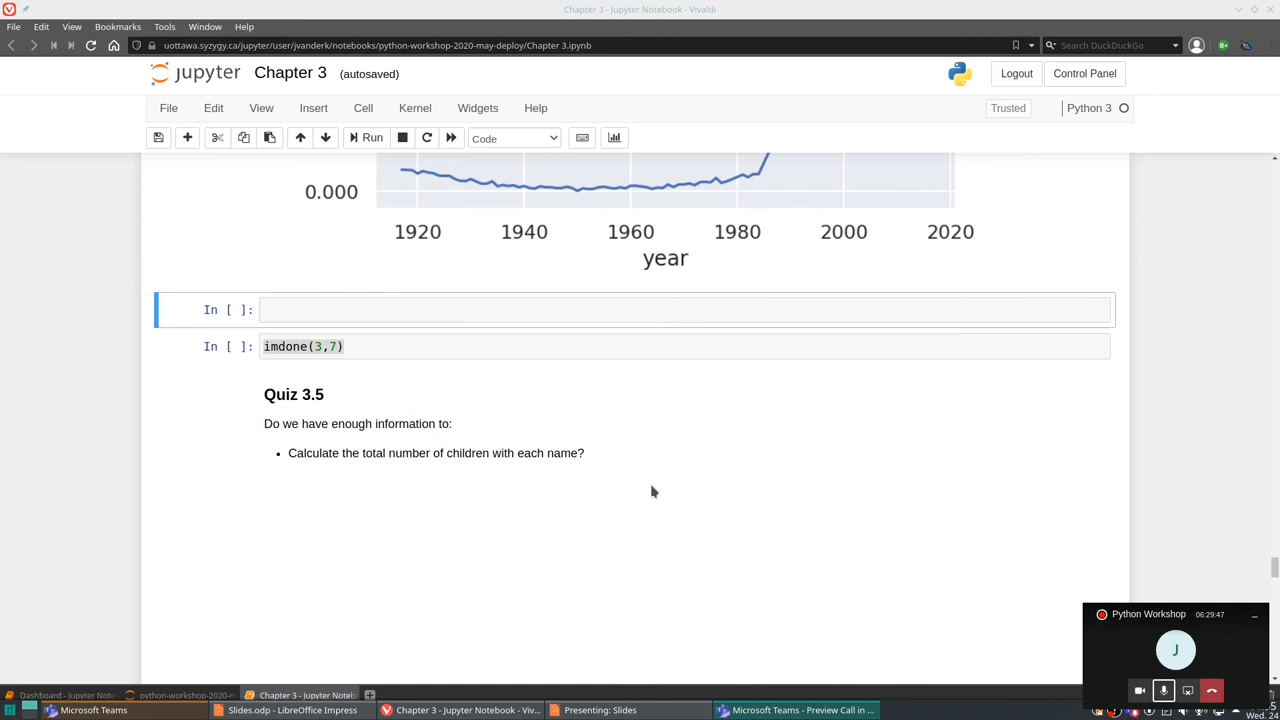 Chapter 3 - Jupyter Notebook - Vivaldi
File Edit View Bookmarks Tools Window Help
uottawa.syzygy.ca/jupyter/user/jvanderk/notebooks/python-workshop-2020-may-deploy/Chapter 3.ipynb
Search DuckDuckGo
jupyter Chapter 3 (autosaved)
Logout Control Panel
File Edit View Insert Cell Kernel Widgets Help
Trusted Python 3
Run Code
0.000
1920 1940 1960 1980 2000 2020
year
In [ ]:
In [ ]: imdone(3,7)
Quiz 3.5
Do we have enough information to:
• Calculate the total number of children with each name?
Python Workshop 06:29:47
J
Dashboard - Jupyter Note
python-workshop-2020-m
Chapter 3 - Jupyter Noteb
Microsoft Teams
Slides.odp - LibreOffice Impress
Chapter 3 - Jupyter Notebook - Viv...
Presenting: Slides
Microsoft Teams - Preview Call in ...
Wed. 24